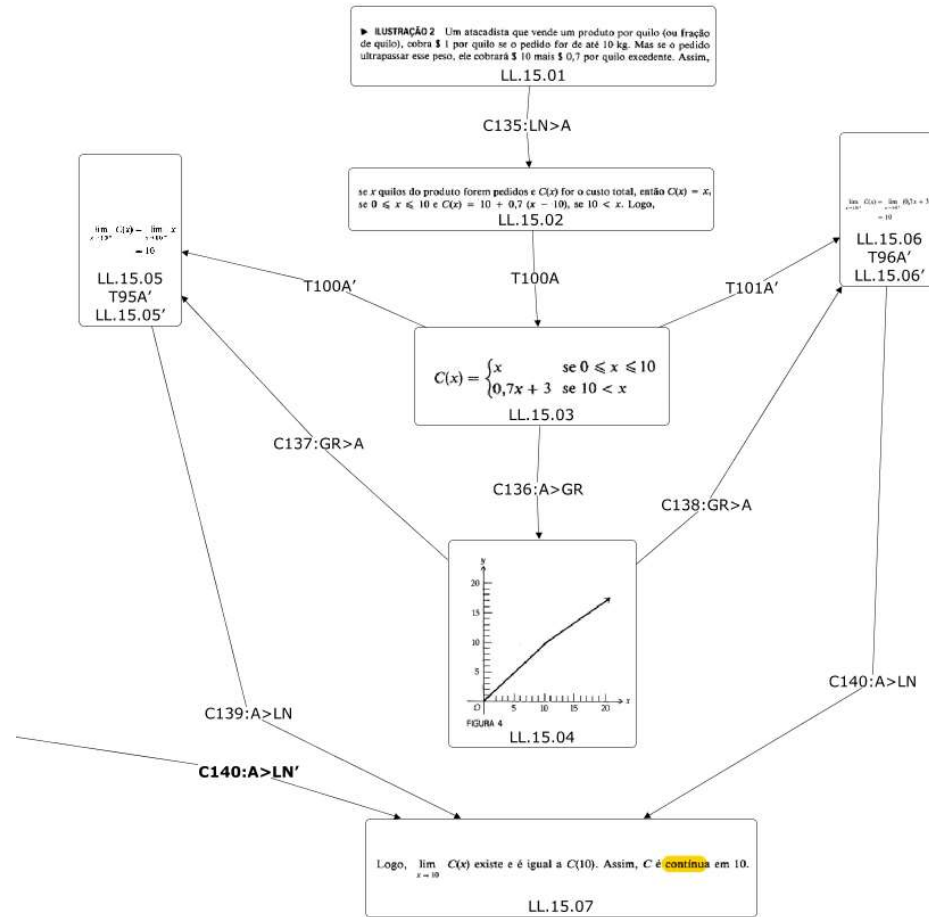 ▶ ILUSTRAÇÃO 2 Um atacadista que vende um produto por quilo (ou fração
de quilo), cobra $ 1 por quilo se o pedido for de até 10 kg. Mas se o pedido
ultrapassar esse peso, ele cobrará $ 10 mais $ 0,7 por quilo excedente. Assim,
LL.15.01
C135:LN>A
se x quilos do produto forem pedidos e C(x) for o custo total, então C(x) = x,
se 0 ⩽ x ⩽ 10 e C(x) = 10 + 0,7 (x − 10), se 10 < x. Logo,
LL.15.02
lim C(x) = lim x
= 10
LL.15.05
T95A’
LL.15.05’
lim C(x) = lim (0,7x + 3
= 10
LL.15.06
T96A’
LL.15.06’
T100A’
T100A
T101A’
C(x) = {x se 0 ⩽ x ⩽ 10
{0,7x + 3 se 10 < x
LL.15.03
C137:GR>A
C136:A>GR
C138:GR>A
y
20
15
10
5
O 5 10 15 20 x
FIGURA 4
LL.15.04
C139:A>LN
C140:A>LN
C140:A>LN’
Logo, lim C(x) existe e é igual a C(10). Assim, C é contínua em 10.
x→10
LL.15.07